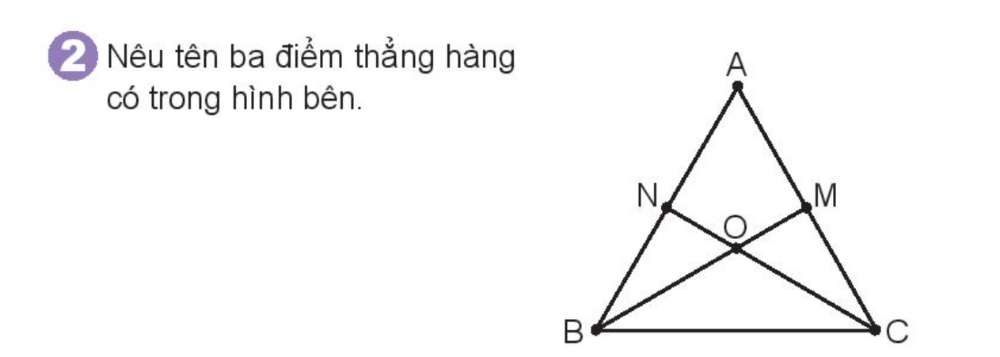 2 Nêu tên ba điểm thẳng hàng
có trong hình bên.
A
N
M
O
B
C